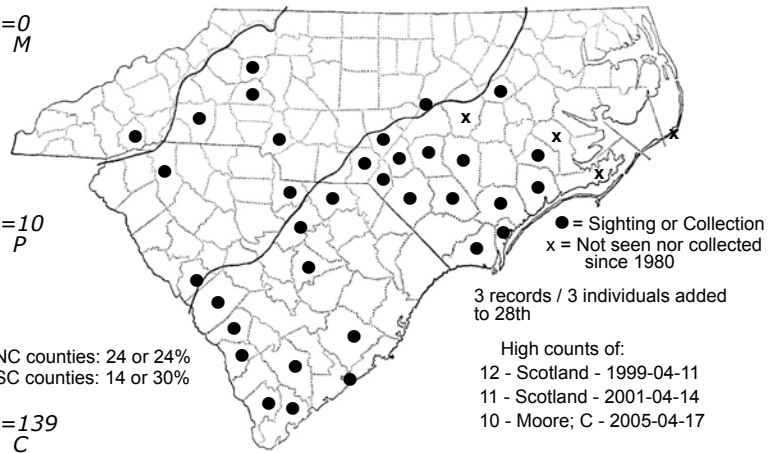 =0
M
=10
P
● = Sighting or Collection
x = Not seen nor collected
since 1980
3 records / 3 individuals added
to 28th
NC counties: 24 or 24%
SC counties: 14 or 30%
High counts of:
12 - Scotland - 1999-04-11
11 - Scotland - 2001-04-14
10 - Moore; C - 2005-04-17
=139
C